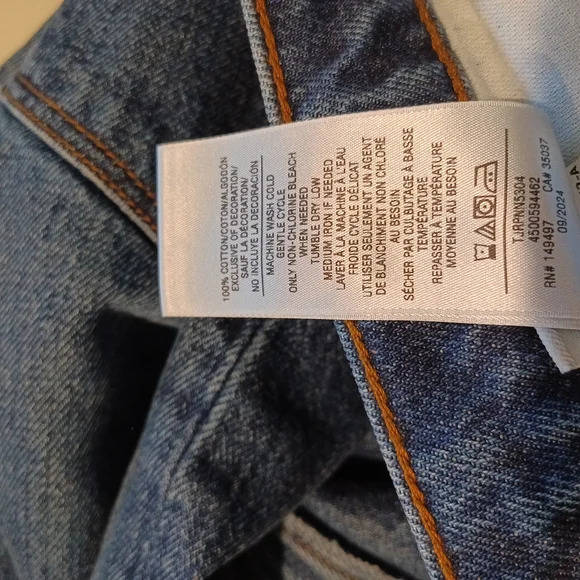 100% COTTON/COTON/ALGODÓN
EXCLUSIVE OF DECORATION/
SAUF LA DÉCORATION/
NO INCLUYE LA DECORACIÓN
MACHINE WASH COLD
GENTLE CYCLE
ONLY NON-CHLORINE BLEACH
WHEN NEEDED
TUMBLE DRY LOW
MEDIUM IRON IF NEEDED
LAVER À LA MACHINE À L'EAU
FROIDE CYCLE DÉLICAT
UTILISER SEULEMENT UN AGENT
DE BLANCHIMENT NON CHLORÉ
AU BESOIN
SÉCHER PAR CULBUTAGE À BASSE
TEMPÉRATURE
REPASSER À TEMPÉRATURE
MOYENNE AU BESOIN
TJRPNN5304
4500594462
RN# 149497 CA# 35037
09/2024